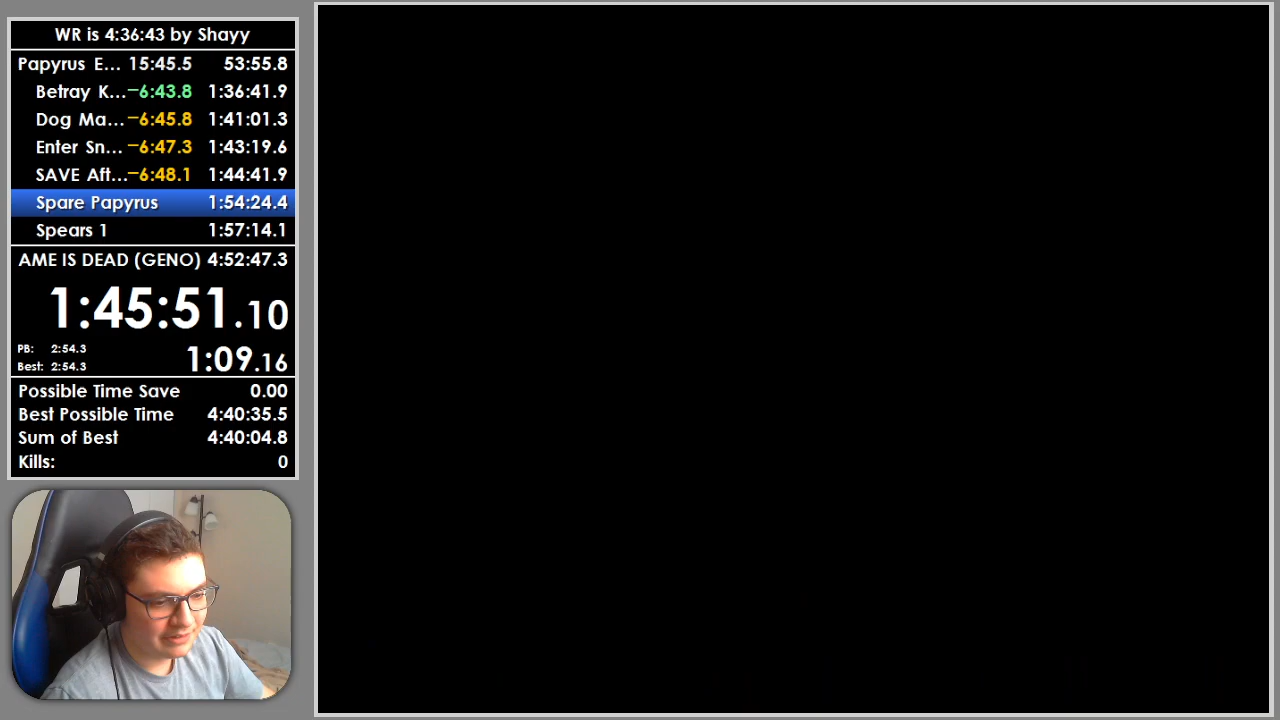 WR is 4:36:43 by Shayy
Papyrus E... 15:45.5 53:55.8
Betray K... −6:43.8 1:36:41.9
Dog Ma... −6:45.8 1:41:01.3
Enter Sn... −6:47.3 1:43:19.6
SAVE Aft... −6:48.1 1:44:41.9
Spare Papyrus 1:54:24.4
Spears 1 1:57:14.1
AME IS DEAD (GENO) 4:52:47.3
1:45:51.10
PB: 2:54.3
Best: 2:54.3
1:09.16
Possible Time Save 0.00
Best Possible Time 4:40:35.5
Sum of Best 4:40:04.8
Kills: 0